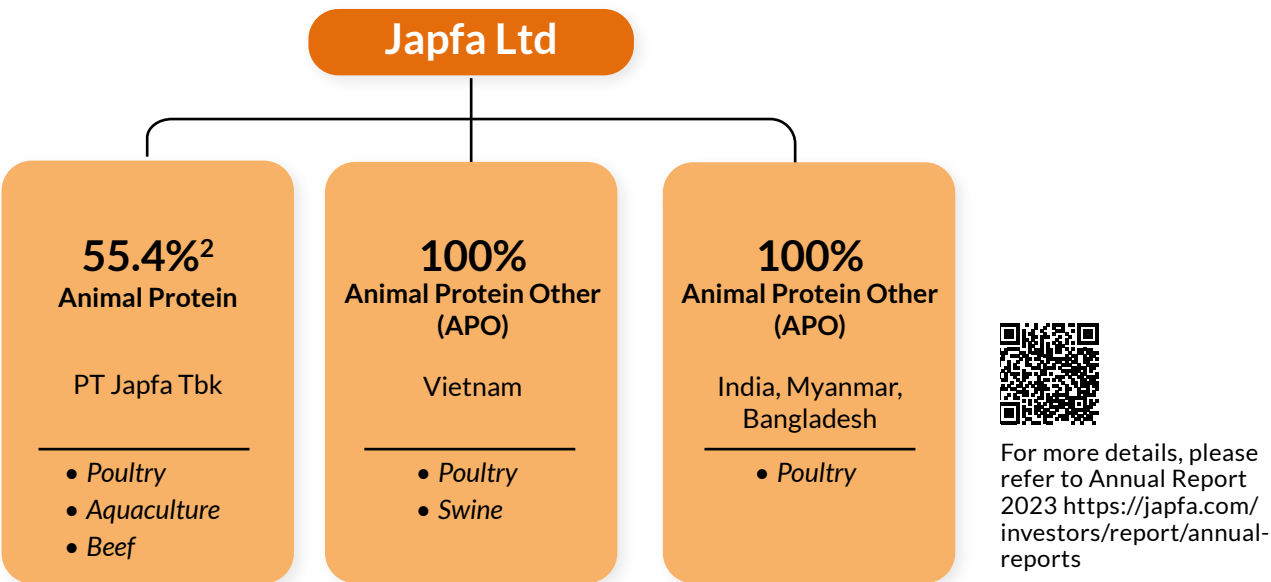 Japfa Ltd
55.4%²
Animal Protein
PT Japfa Tbk
• Poultry
• Aquaculture
• Beef
100%
Animal Protein Other
(APO)
Vietnam
• Poultry
• Swine
100%
Animal Protein Other
(APO)
India, Myanmar,
Bangladesh
• Poultry
For more details, please
refer to Annual Report
2023 https://japfa.com/
investors/report/annual-
reports